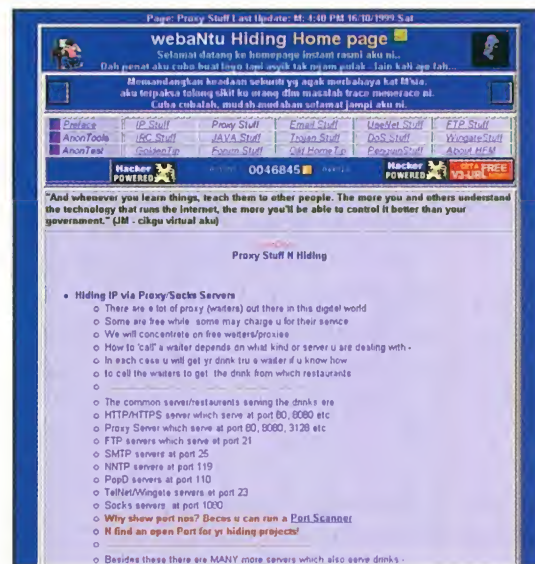 Page: Proxy Stuff Last Update: M: 4:40 PM 16/10/1999 Sat
webaNtu Hiding Home page
Selamat datang ke homepage instant rasmi aku ni..
Dah penat aku cuba buat logo tapi asyik tak ngam pulak - lain kali apo lah...
Memandangkan keadaan sekuriti yg agak merbahaya kat M'sia.
aku terpaksa tolong sikit ko orang dlm masalah trace meneraco ni.
Cuba cubalah, mudah mudahan selamat jampi aku ni.
Preface IP Stuff Proxy Stuff Email Stuff UseNet Stuff FTP Stuff
AnonTools IRC Stuff JAVA Stuff Trojan Stuff DoS Stuff WingateStuff
AnonTest GoldenTip Forum Stuff Old HomeTip PenyuStuff About HFM
Hacker POWERED 0046845 Hacker POWERED GET A FREE V3-URL
"And whenever you learn things, teach them to other people. The more you and others understand
the technology that runs the Internet, the more you'll be able to control it better than your
government." (JM - cikgu virtual aku)
Proxy Stuff N Hiding
• Hiding IP via Proxy/Socks Servers
o There are a lot of proxy (waiters) out there in this digital world
o Some are free while some may charge u for their service
o We will concentrate on free waiters/proxies
o How to 'call' a waiter depends on what kind or server u are dealing with -
o In each case u will get yr drink tru a waiter if u know how
o to call the waiters to get the drink from which restaurants
o
o The common server/restaurants serving the drinks are
o HTTP/HTTPS server which serve at port 80, 8080 etc
o Proxy Server which serve at port 80, 8080, 3128 etc
o FTP servers which serve at port 21
o SMTP servers at port 25
o NNTP servers at port 119
o PopD servers at port 110
o TelNet/Wingate servers at port 23
o Socks servers at port 1080
o Why show port nos? Becos u can run a Port Scanner
o N find an open Port for yr hiding projects!
o
o Besides these there are MANY more servers which also serve drinks -